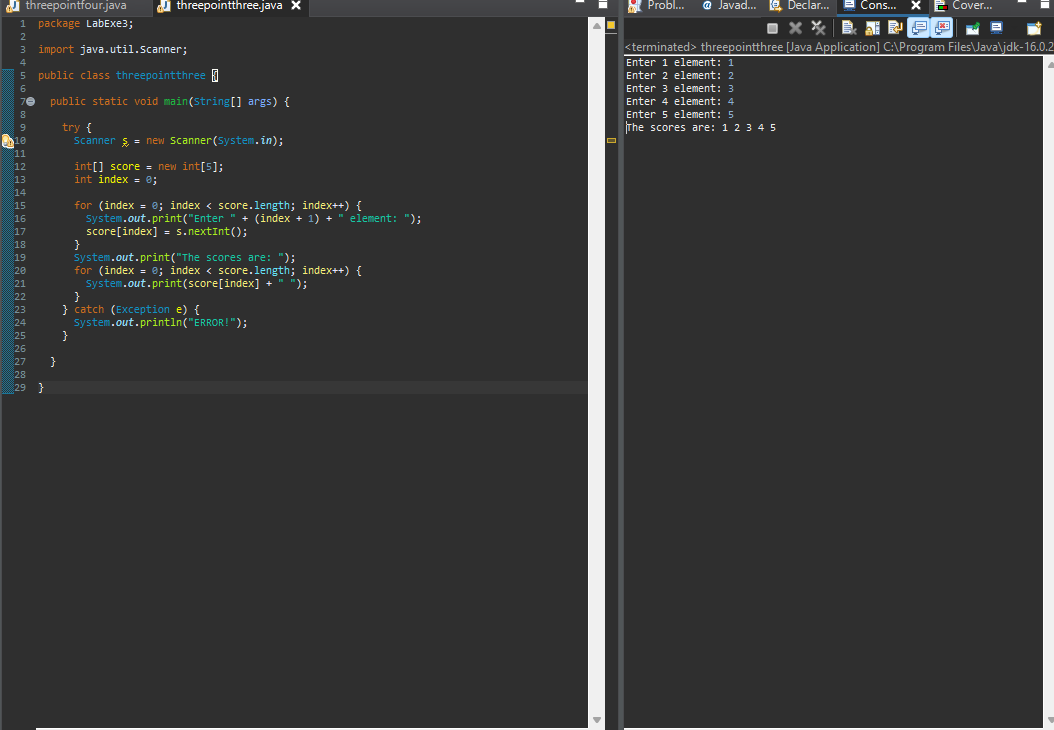 threepointfour.java
threepointthree.java
1 package LabExe3;
2
3 import java.util.Scanner;
4
5 public class threepointthree {
6
7 public static void main(String[] args) {
8
9 try {
10 Scanner s = new Scanner(System.in);
11
12 int[] score = new int[5];
13 int index = 0;
14
15 for (index = 0; index < score.length; index++) {
16 System.out.print("Enter " + (index + 1) + " element: ");
17 score[index] = s.nextInt();
18 }
19 System.out.print("The scores are: ");
20 for (index = 0; index < score.length; index++) {
21 System.out.print(score[index] + " ");
22 }
23 } catch (Exception e) {
24 System.out.println("ERROR!");
25 }
26
27 }
28
29 }
Probl... @ Javad... Declar... Cons... Cover...
<terminated> threepointthree [Java Application] C:\Program Files\Java\jdk-16.0.2
Enter 1 element: 1
Enter 2 element: 2
Enter 3 element: 3
Enter 4 element: 4
Enter 5 element: 5
The scores are: 1 2 3 4 5